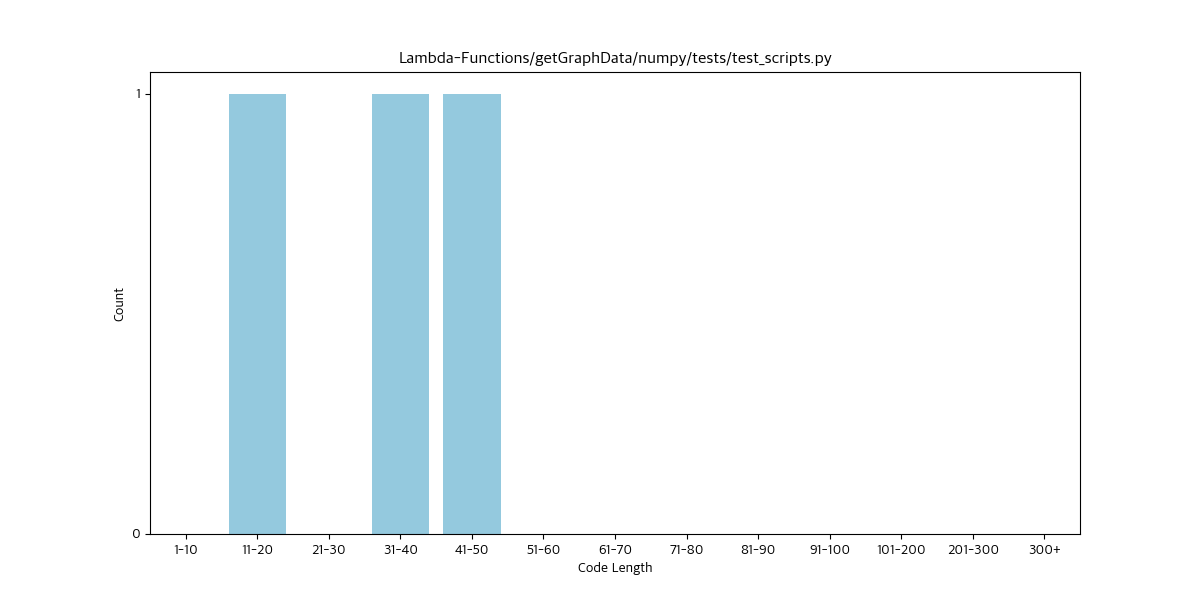 Lambda-Functions/getGraphData/numpy/tests/test_scripts.py
1
Count
0
1-10 11-20 21-30 31-40 41-50 51-60 61-70 71-80 81-90 91-100 101-200 201-300 300+
Code Length